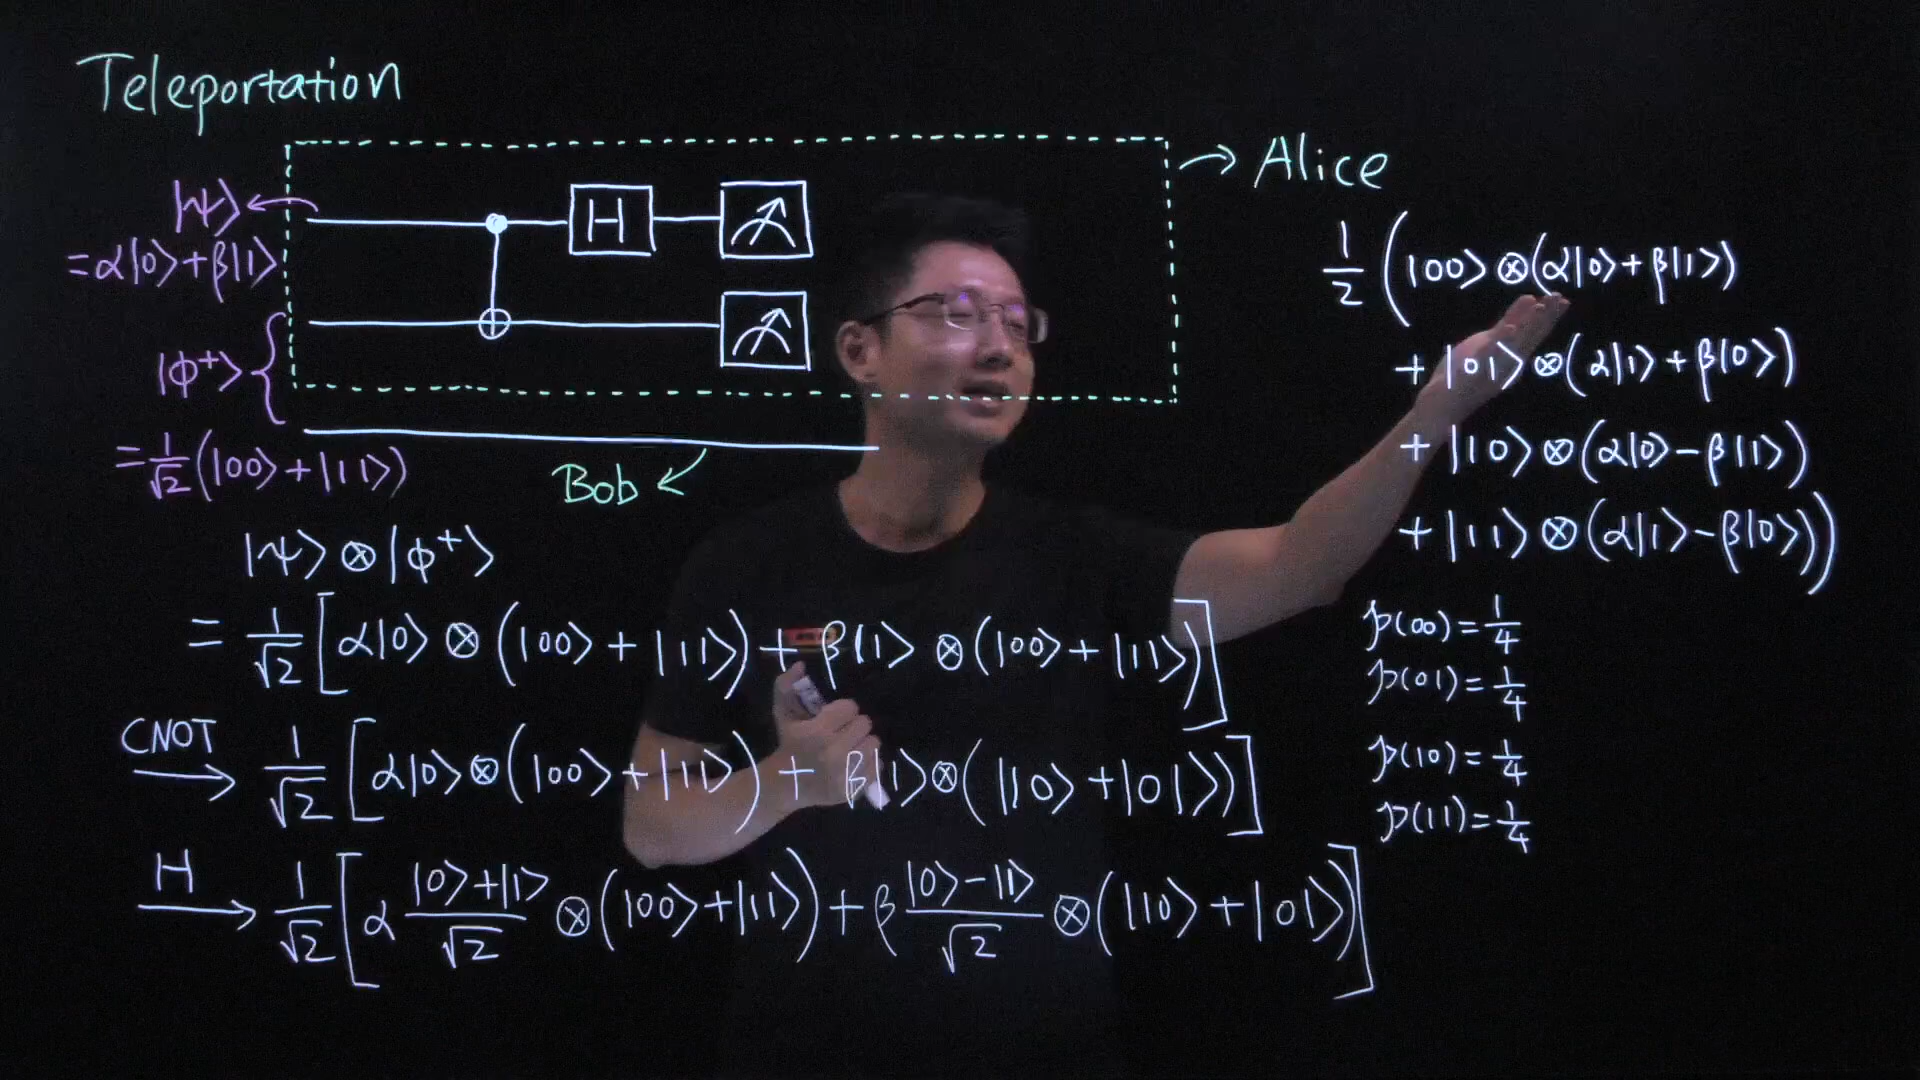 Teleportation
→ Alice
|ψ⟩ ←
= α|0⟩ + β|1⟩
H
|ϕ⁺⟩ {
= 1/√2 (|00⟩ + |11⟩)
Bob ↙
|ψ⟩ ⊗ |ϕ⁺⟩
= 1/√2 [α|0⟩ ⊗ (|00⟩ + |11⟩) + β|1⟩ ⊗ (|00⟩ + |11⟩)]
CNOT → 1/√2 [α|0⟩ ⊗ (|00⟩ + |11⟩) + β|1⟩ ⊗ (|10⟩ + |01⟩)]
H → 1/√2 [α (|0⟩+|1⟩)/√2 ⊗ (|00⟩ + |11⟩) + β (|0⟩-|1⟩)/√2 ⊗ (|10⟩ + |01⟩)]
1/2 (|00⟩ ⊗ (α|0⟩ + β|1⟩)
+ |01⟩ ⊗ (α|1⟩ + β|0⟩)
+ |10⟩ ⊗ (α|0⟩ - β|1⟩)
+ |11⟩ ⊗ (α|1⟩ - β|0⟩))
p(00) = 1/4
p(01) = 1/4
p(10) = 1/4
p(11) = 1/4